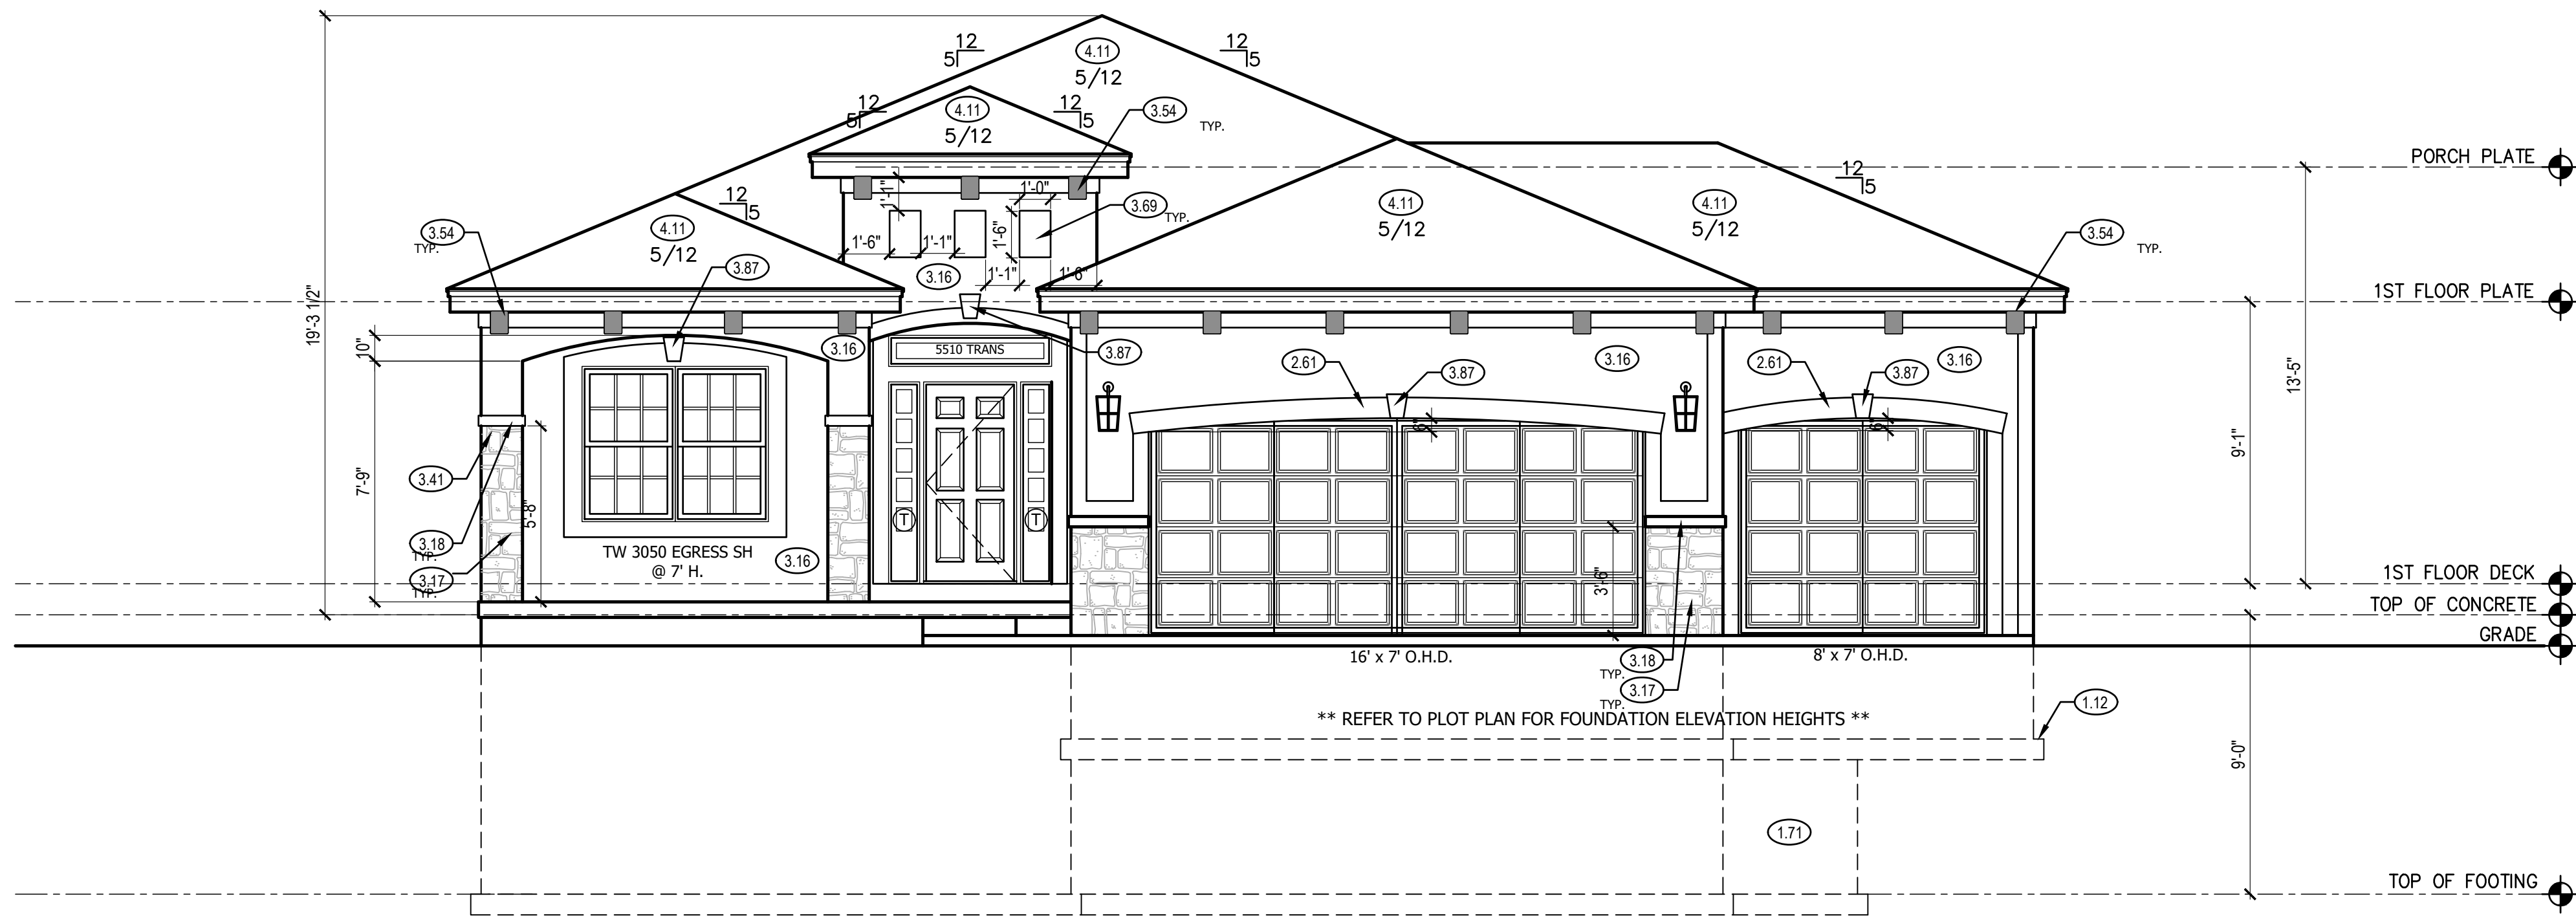 12
5
4.11
5/12
12
5
12
5
4.11
5/12
12
5
3.54
TYP.
PORCH PLATE
12
5
12
5
1'-1"
1'-0"
3.69
TYP.
4.11
5/12
4.11
5/12
4.11
5/12
3.54
TYP.
3.54
TYP.
1'-6"
1'-1"
1'-6"
3.87
3.16
1'-1"
1'-6"
19'-3 1/2"
1ST FLOOR PLATE
10"
3.16
5510 TRANS
3.87
2.61
3.87
3.16
2.61
3.87
3.16
13'-5"
6"
6"
9'-1"
7'-9"
3.41
5'-8"
T
T
3.18
TYP.
3.17
TYP.
TW 3050 EGRESS SH
@ 7' H.
3.16
3'-6"
1ST FLOOR DECK
TOP OF CONCRETE
GRADE
16' x 7' O.H.D.
8' x 7' O.H.D.
3.18
TYP.
3.17
TYP.
1.12
** REFER TO PLOT PLAN FOR FOUNDATION ELEVATION HEIGHTS **
9'-0"
1.71
TOP OF FOOTING